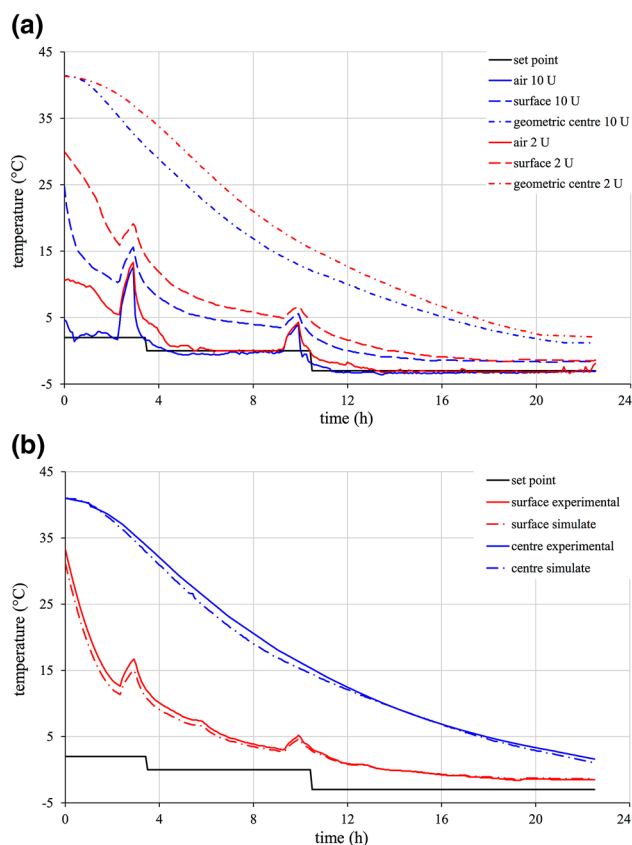 (a)
45
35
25
15
5
-5
temperature (°C)
set point
air 10 U
surface 10 U
geometric centre 10 U
air 2 U
surface 2 U
geometric centre 2 U
0 4 8 12 16 20 24
time (h)
(b)
45
35
25
15
5
-5
temperature (°C)
set point
surface experimental
surface simulate
centre experimental
centre simulate
0 4 8 12 16 20 24
time (h)